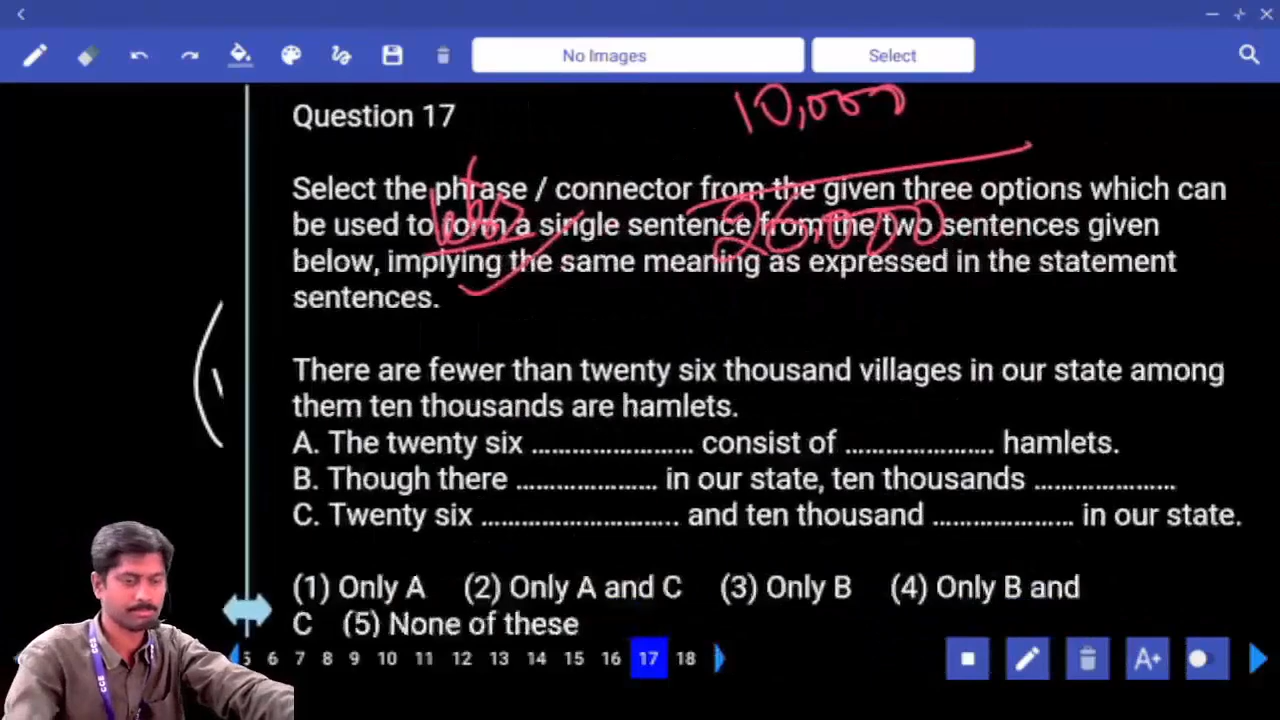 No Images
Select
Question 17
10,000
Select the phrase / connector from the given three options which can
be used to form a single sentence from the two sentences given
26,000
below, implying the same meaning as expressed in the statement
sentences.
There are fewer than twenty six thousand villages in our state among
them ten thousands are hamlets.
A. The twenty six ........................ consist of ...................... hamlets.
B. Though there ..................... in our state, ten thousands .....................
C. Twenty six ............................. and ten thousand ..................... in our state.
(1) Only A (2) Only A and C (3) Only B (4) Only B and
C (5) None of these
5 6 7 8 9 10 11 12 13 14 15 16 17 18
A+
CCE